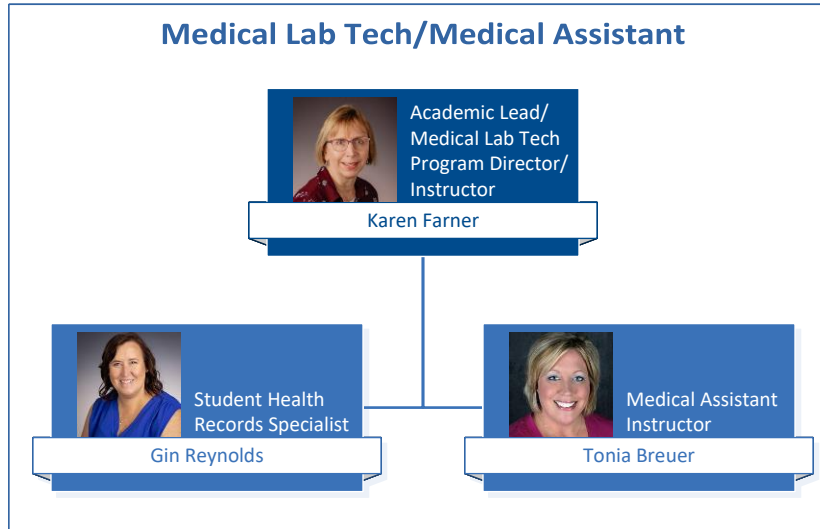 Medical Lab Tech/Medical Assistant
Academic Lead/
Medical Lab Tech
Program Director/
Instructor
Karen Farner
Student Health
Records Specialist
Gin Reynolds
Medical Assistant
Instructor
Tonia Breuer